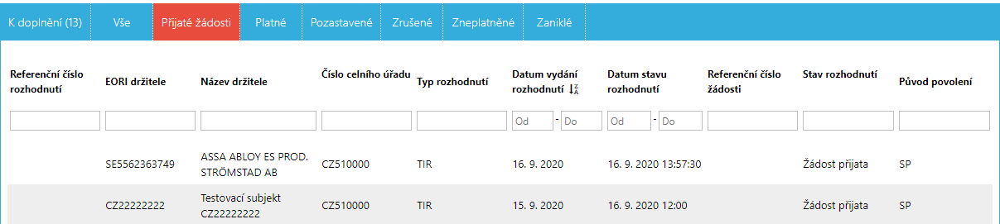 K doplnění (13) Vše Přijaté žádosti Platné Pozastavené Zrušené Zneplatněné Zaniklé
Referenční číslo rozhodnutí EORI držitele Název držitele Číslo celního úřadu Typ rozhodnutí Datum vydání rozhodnutí Datum stavu rozhodnutí Referenční číslo žádosti Stav rozhodnutí Původ povolení
Od - Do Od - Do
SE5562363749 ASSA ABLOY ES PROD. STRÖMSTAD AB CZ510000 TIR 16. 9. 2020 16. 9. 2020 13:57:30 Žádost přijata SP
CZ22222222 Testovací subjekt CZ22222222 CZ510000 TIR 15. 9. 2020 16. 9. 2020 12:00 Žádost přijata SP